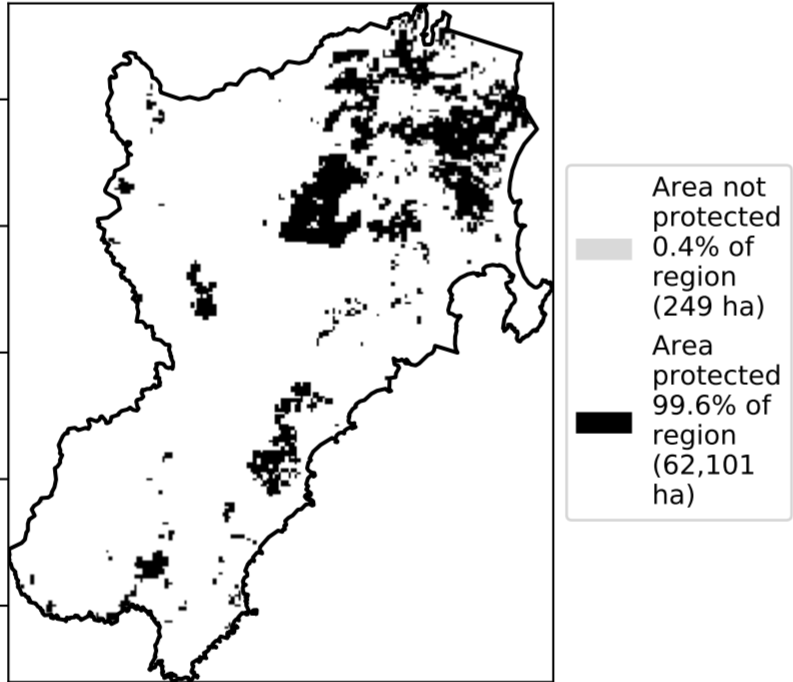 Area not
protected
0.4% of
region
(249 ha)
Area
protected
99.6% of
region
(62,101
ha)